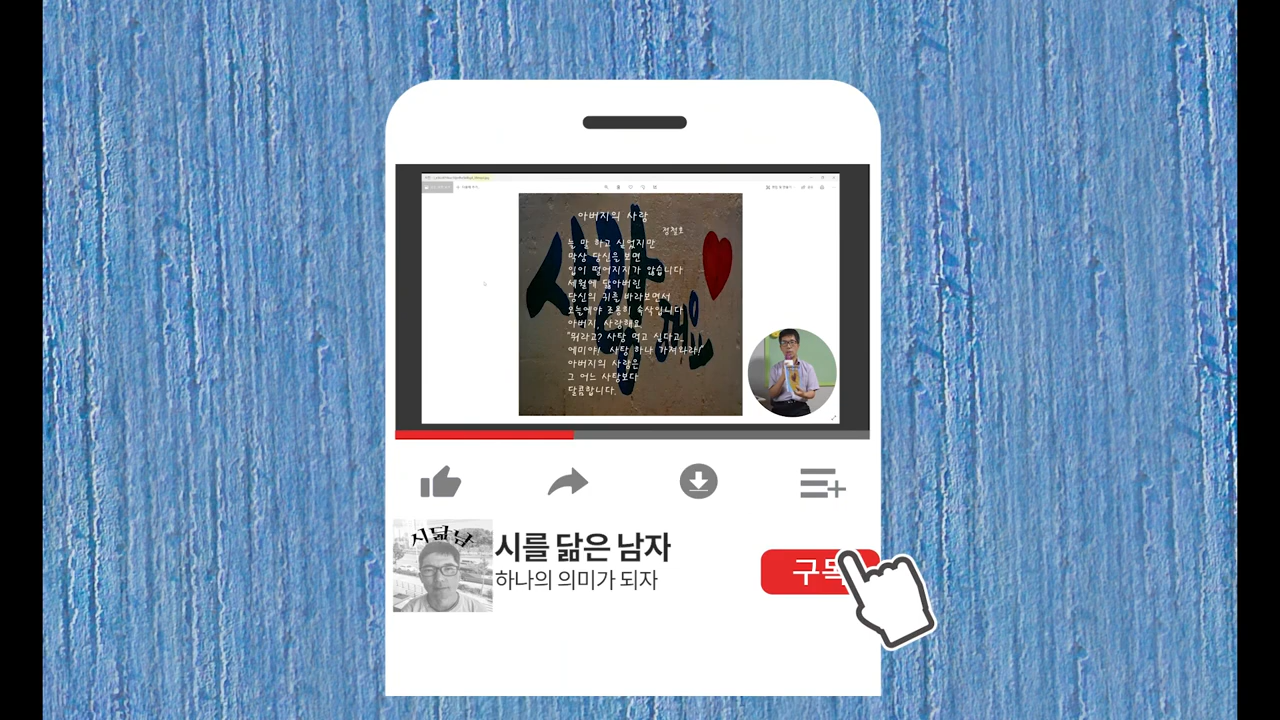 아버지의 사랑
정철호
늘 말 하고 싶었지만
막상 당신을 보면
입이 떨어지지가 않습니다
세월에 닮아버린
당신의 귀를 바라보면서
오늘에야 조용히 속삭입니다
아버지, 사랑해요
"뭐라고? 사탕 먹고 싶다고
에미야! 사탕 하나 가져와라!"
아버지의 사랑은
그 어느 사탕보다
달콤합니다.
시닮남
시를 닮은 남자
하나의 의미가 되자
구독